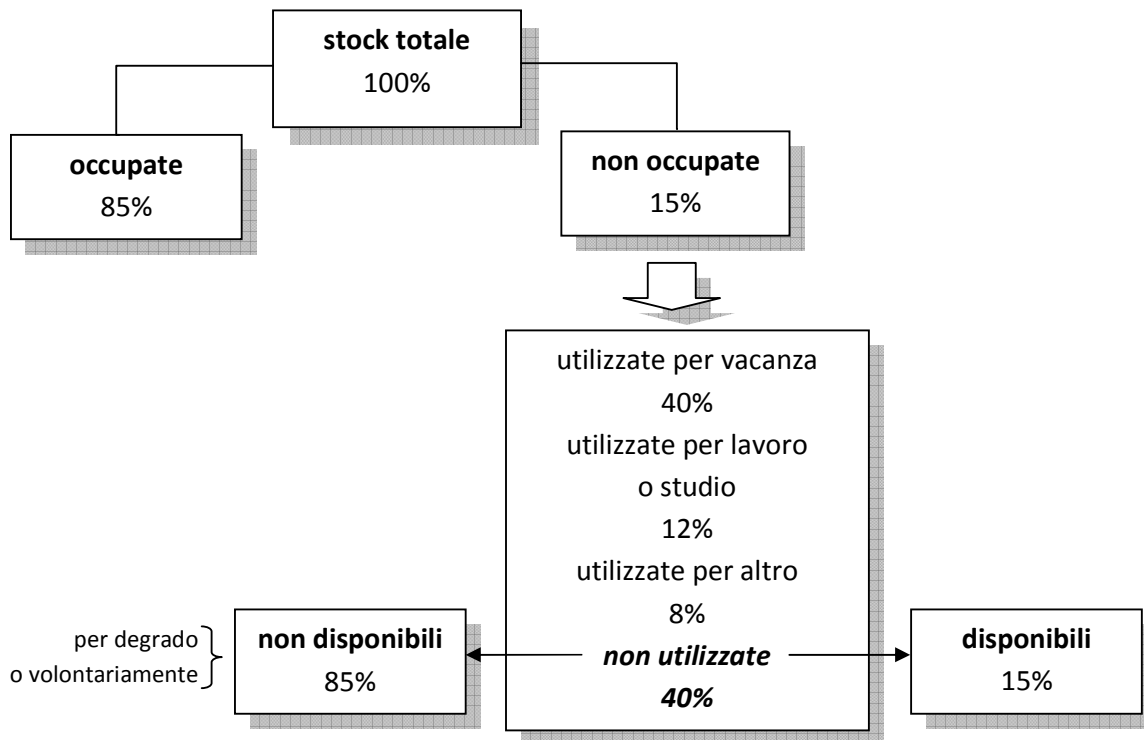 stock totale
100%
occupate
85%
non occupate
15%
utilizzate per vacanza
40%
utilizzate per lavoro
o studio
12%
utilizzate per altro
8%
non utilizzate
40%
per degrado
o volontariamente
non disponibili
85%
disponibili
15%